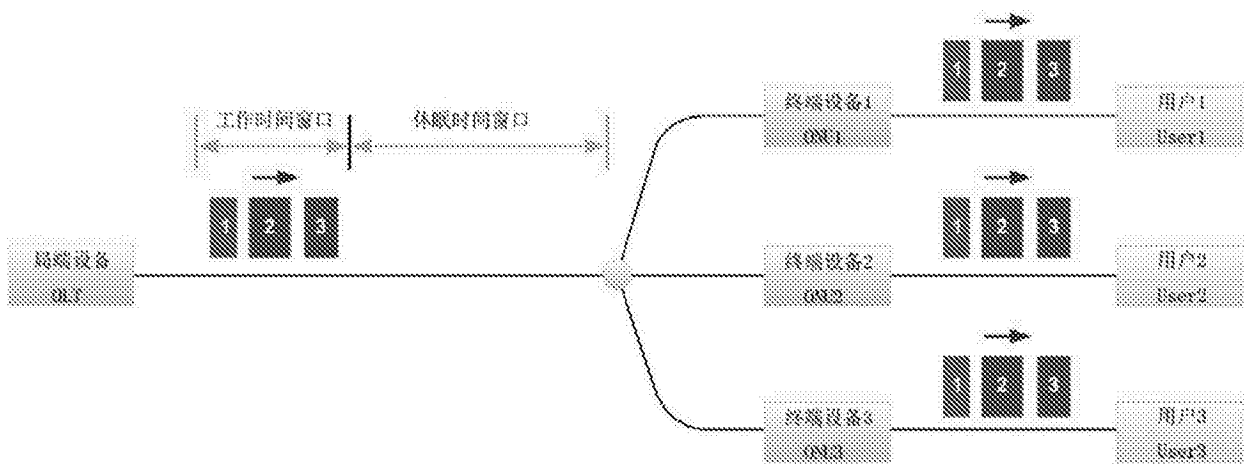 工作时间窗口 休眠时间窗口
1 2 3
局端设备
OLT
1 2 3
终端设备1
ONU1
用户1
User1
1 2 3
终端设备2
ONU2
用户2
User2
1 2 3
终端设备3
ONU3
用户3
User3